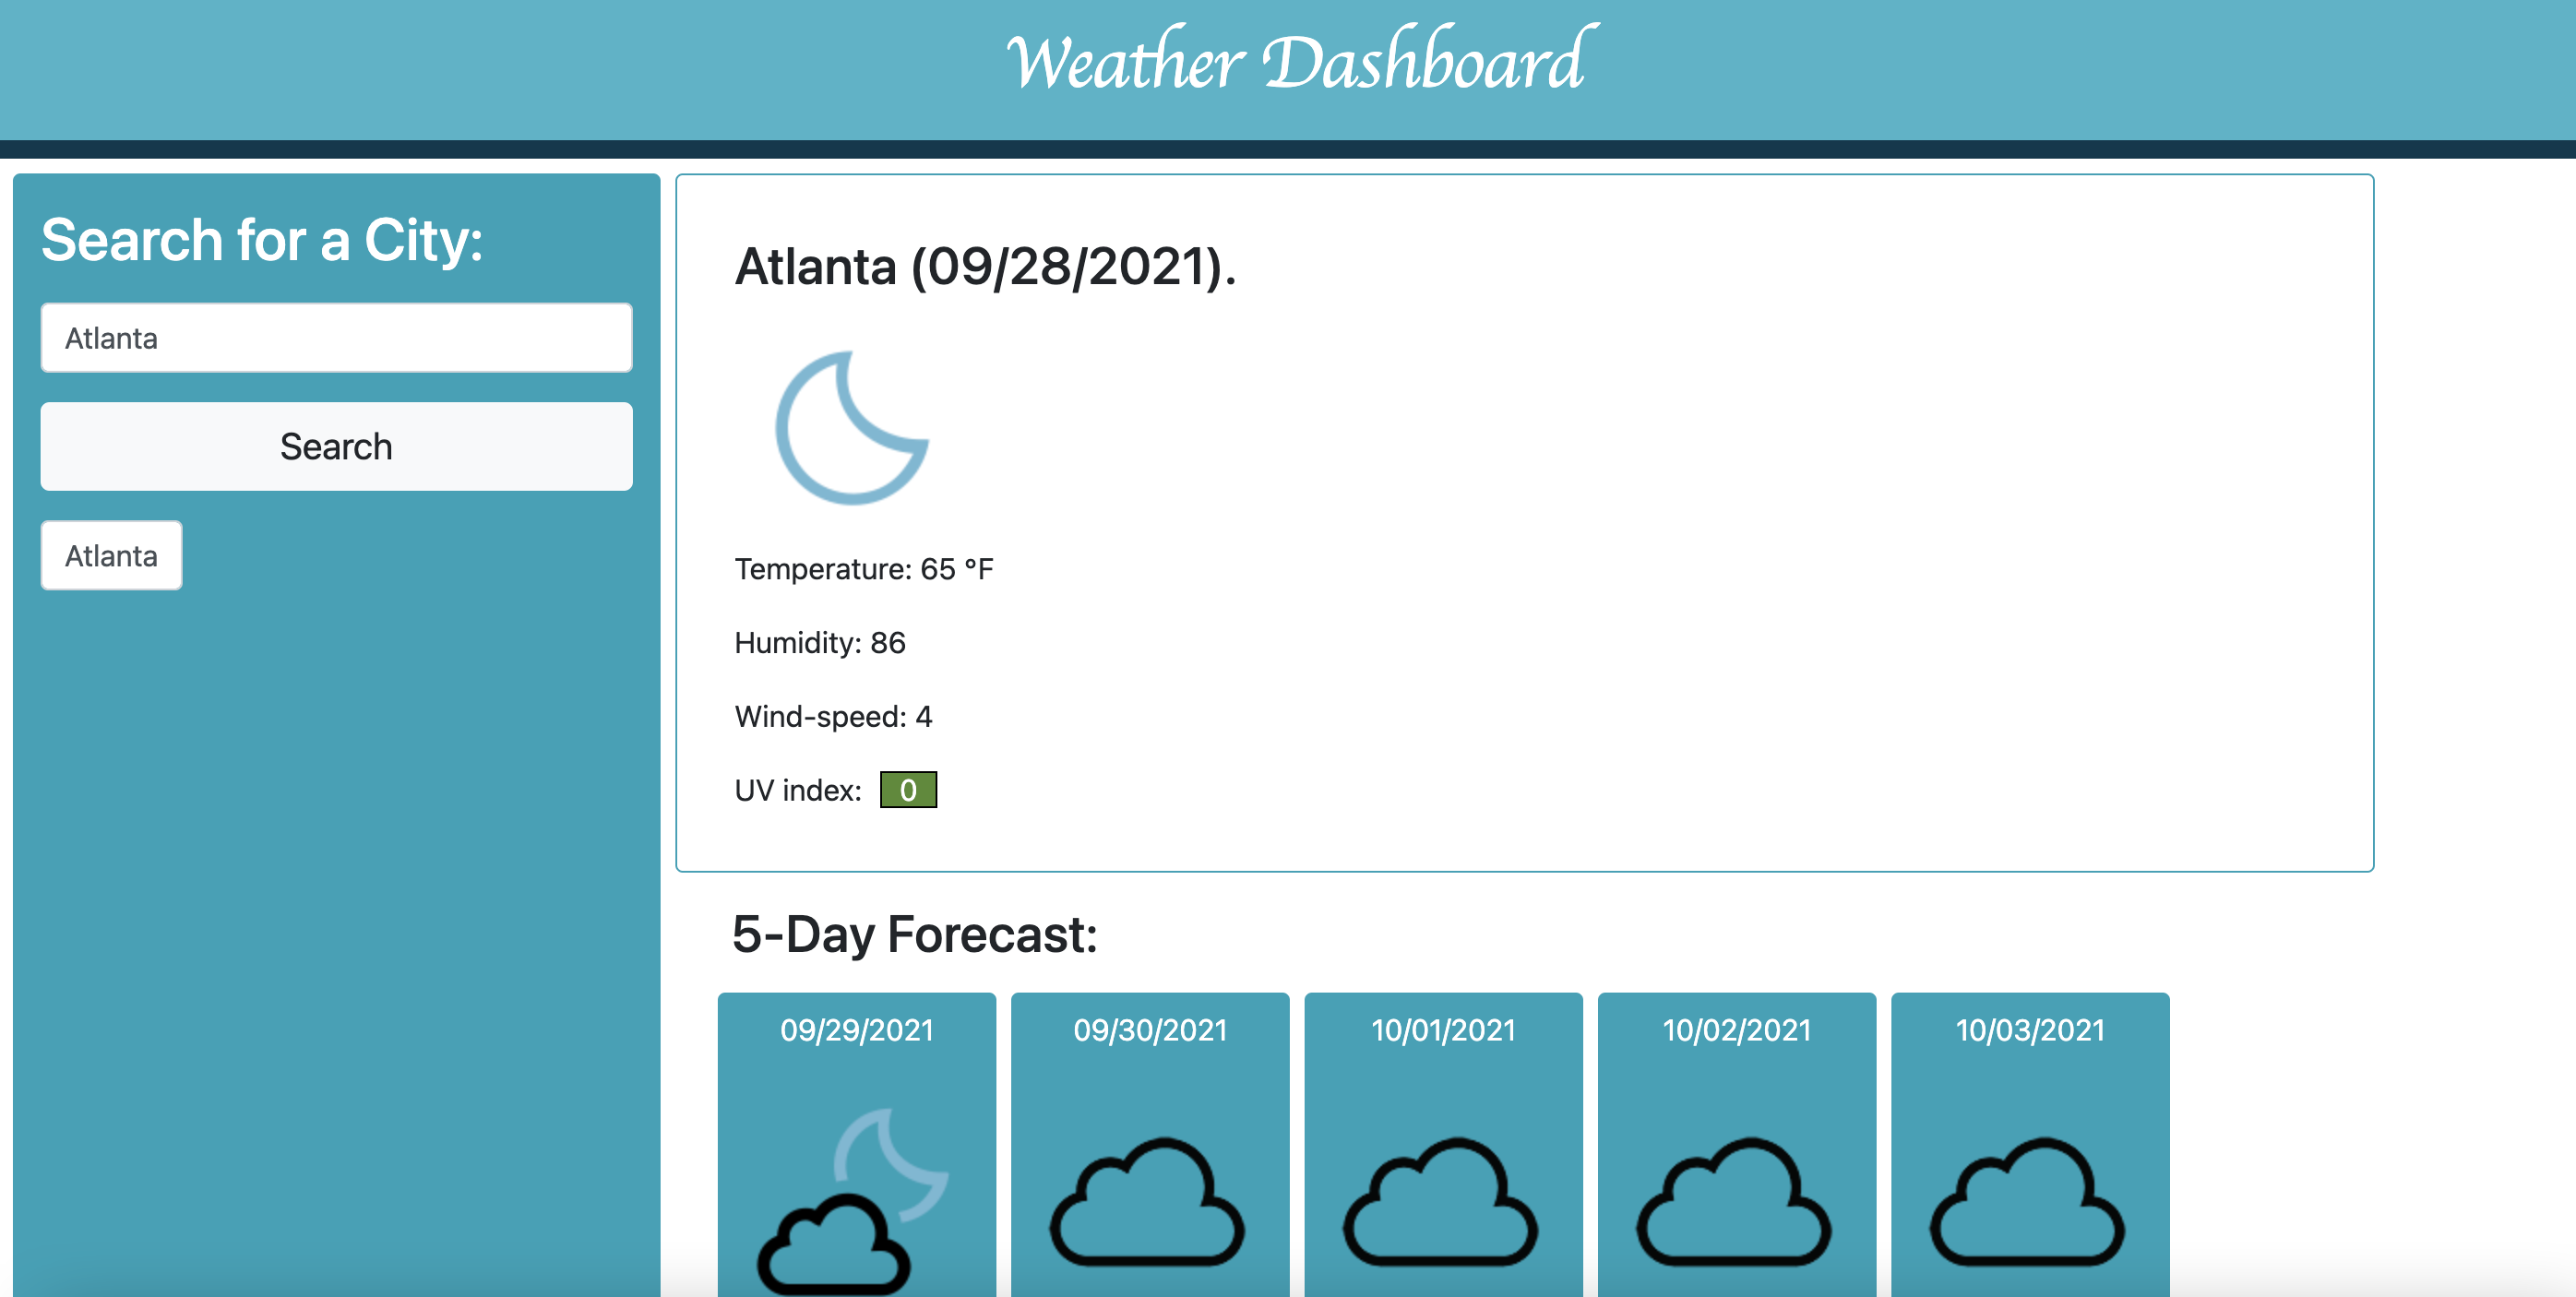 Weather Dashboard
Search for a City:
Atlanta
Search
Atlanta
Atlanta (09/28/2021).
Temperature: 65 °F
Humidity: 86
Wind-speed: 4
UV index: 0
5-Day Forecast:
09/29/2021 09/30/2021 10/01/2021 10/02/2021 10/03/2021